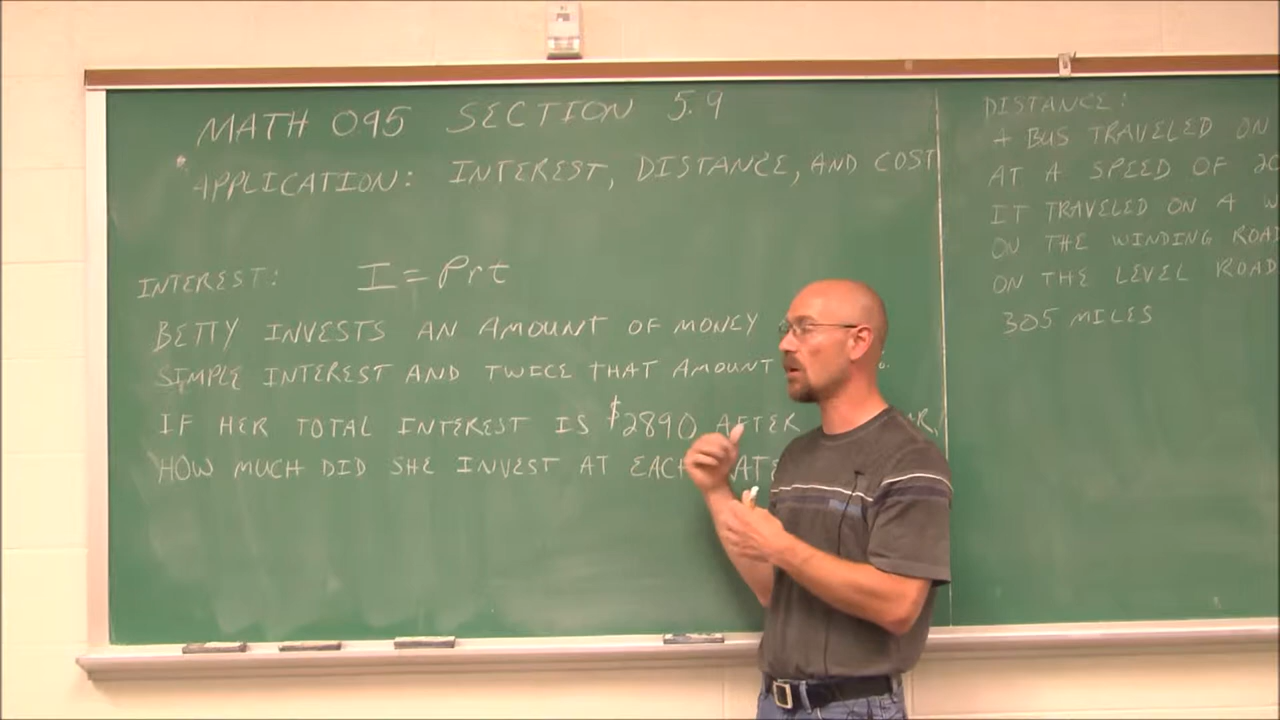 MATH 095 SECTION 5.9
* APPLICATION: INTEREST, DISTANCE, AND COST
INTEREST: I = Prt
BETTY INVESTS AN AMOUNT OF MONEY
SIMPLE INTEREST AND TWICE THAT AMOUNT
IF HER TOTAL INTEREST IS $2890 AFTER
HOW MUCH DID SHE INVEST AT EACH
DISTANCE:
A BUS TRAVELED ON
AT A SPEED OF
IT TRAVELED ON A
ON THE WINDING ROAD
ON THE LEVEL ROAD
305 MILES